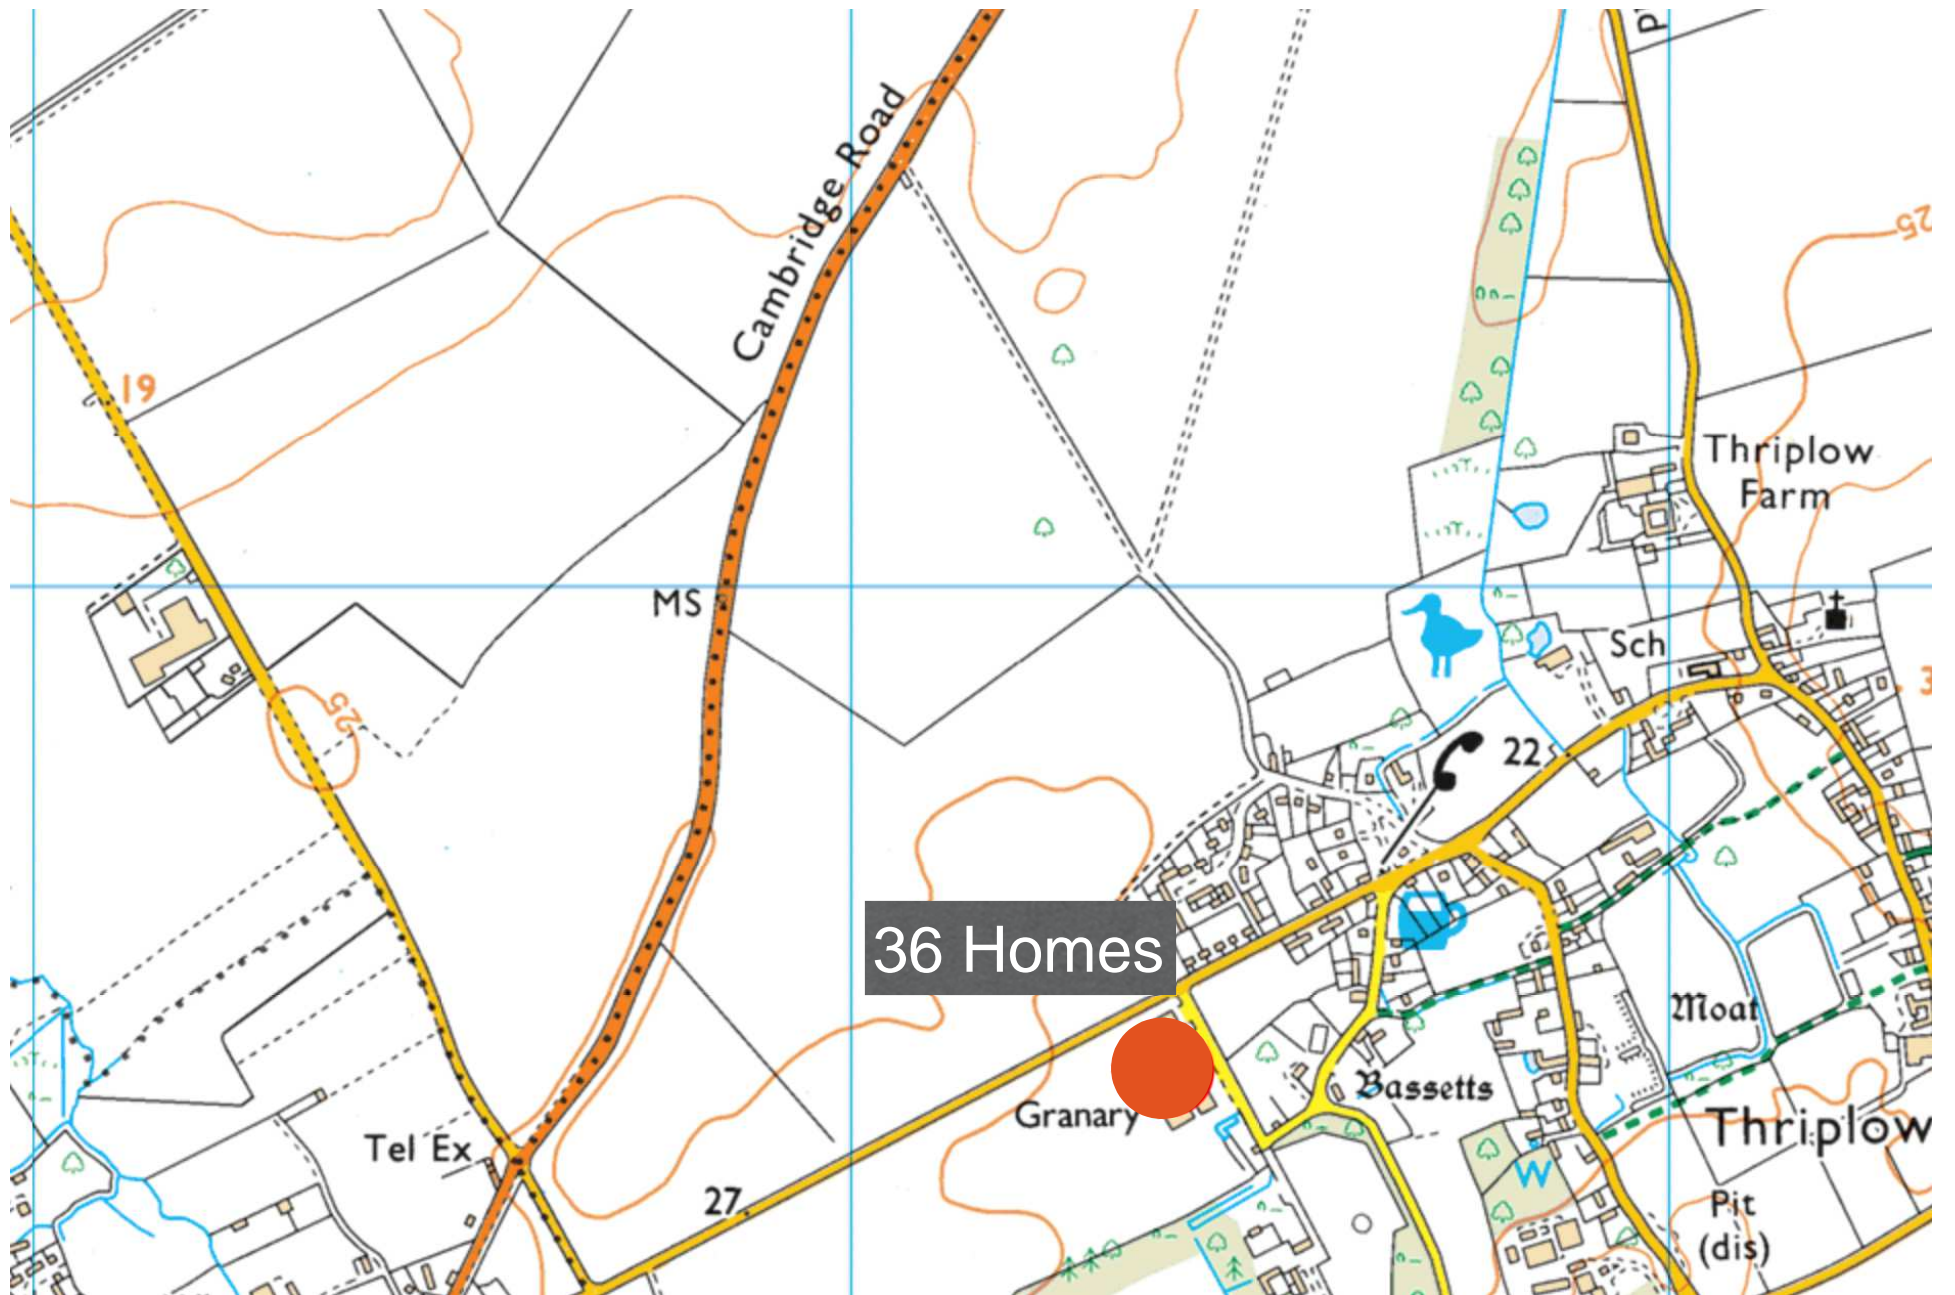 Cambridge Road
25
19
Thriplow
Farm
MS
Sch
25
22
36 Homes
Moat
Bassetts
Granary
Thriplow
Tel Ex
W
27
Pit
(dis)